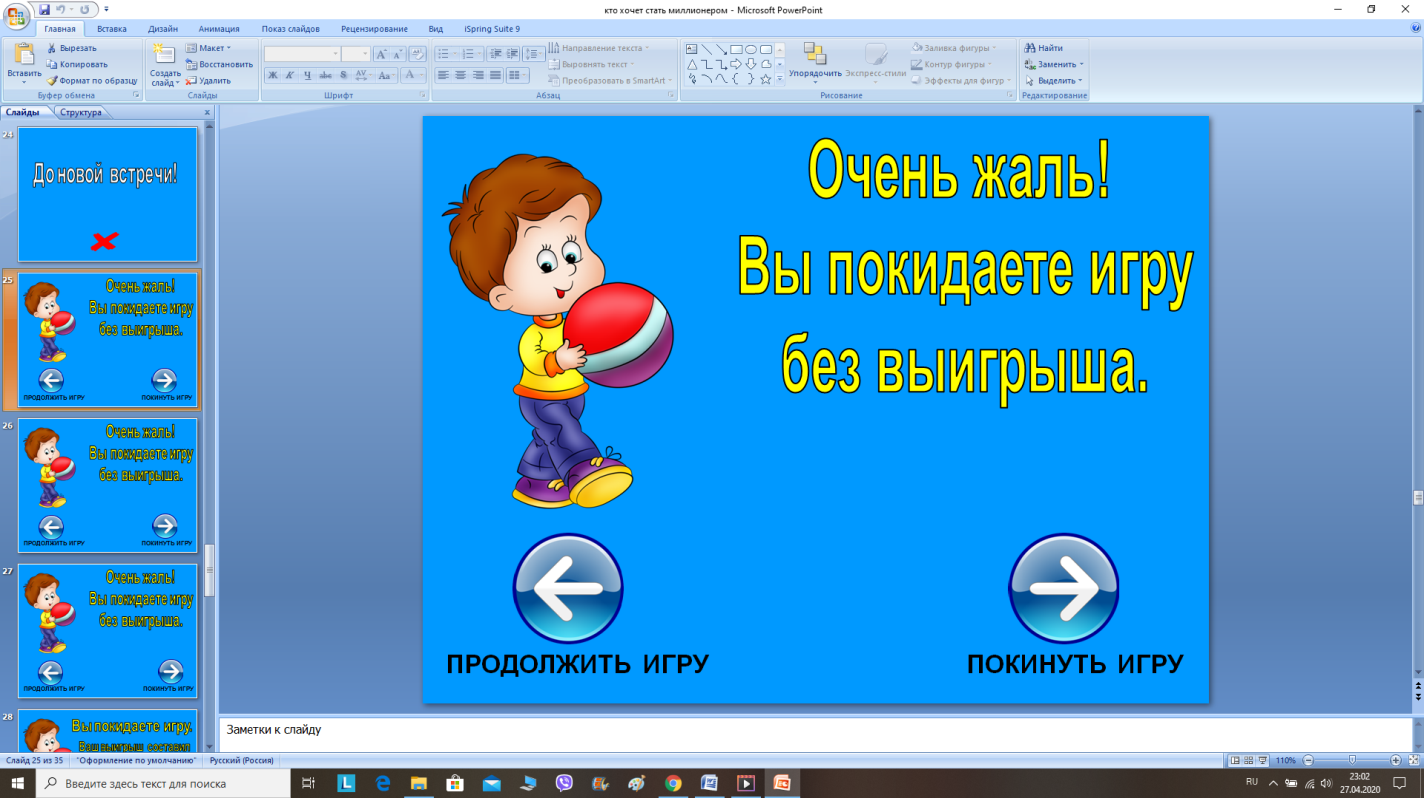 кто хочет стать миллионером - Microsoft PowerPoint
Главная Вставка Дизайн Анимация Показ слайдов Рецензирование Вид iSpring Suite 9
Вставить
Вырезать
Копировать
Формат по образцу
Буфер обмена
Создать слайд
Макет
Восстановить
Удалить
Слайды
Ж К Ч abc S AV Aa A
Шрифт
Направление текста
Выровнять текст
Преобразовать в SmartArt
Абзац
Упорядочить
Экспресс-стили
Заливка фигуры
Контур фигуры
Эффекты для фигур
Рисование
Найти
Заменить
Выделить
Редактирование
Слайды Структура x
24
До новой встречи!
25
Очень жаль!
Вы покидаете игру
без выигрыша.
ПРОДОЛЖИТЬ ИГРУ ПОКИНУТЬ ИГРУ
26
Очень жаль!
Вы покидаете игру
без выигрыша.
ПРОДОЛЖИТЬ ИГРУ ПОКИНУТЬ ИГРУ
27
Очень жаль!
Вы покидаете игру
без выигрыша.
ПРОДОЛЖИТЬ ИГРУ ПОКИНУТЬ ИГРУ
28
Вы покидаете игру.
Ваш выигрыш составил
Очень жаль!
Вы покидаете игру
без выигрыша.
ПРОДОЛЖИТЬ ИГРУ ПОКИНУТЬ ИГРУ
Заметки к слайду
Слайд 25 из 35 "Оформление по умолчанию" Русский (Россия) 110%
Введите здесь текст для поиска
L
RU
23:02
27.04.2020